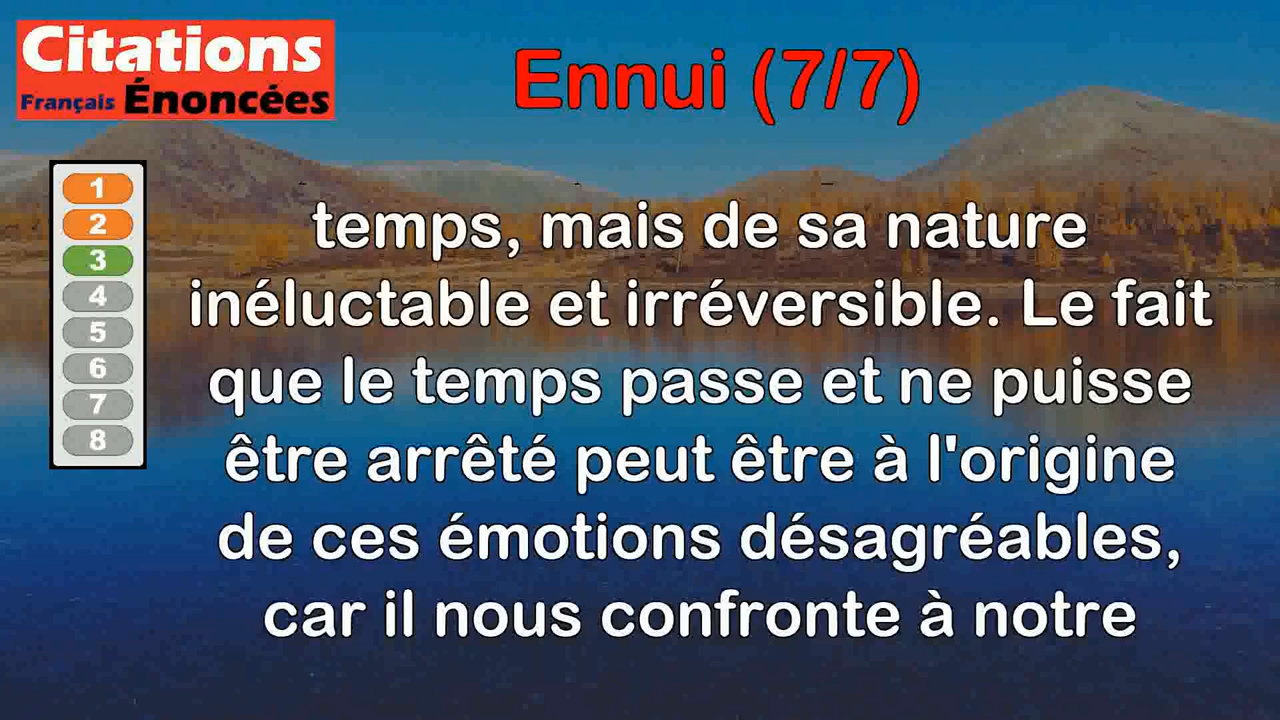 Citations
Français Énoncées
Ennui (7/7)
1
2
3
4
5
6
7
8
temps, mais de sa nature
inéluctable et irréversible. Le fait
que le temps passe et ne puisse
être arrêté peut être à l'origine
de ces émotions désagréables,
car il nous confronte à notre